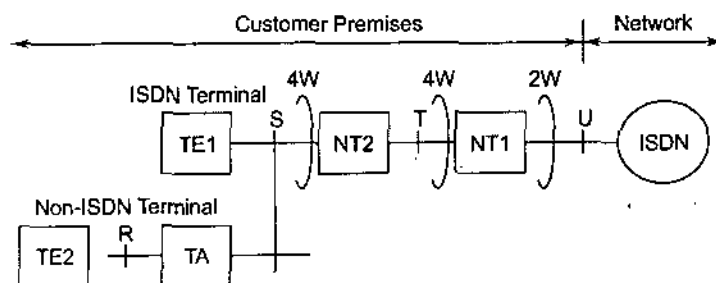 Customer Premises
Network
4W
4W
2W
ISDN Terminal
S
T
U
TE1
NT2
NT1
ISDN
Non-ISDN Terminal
R
TE2
TA